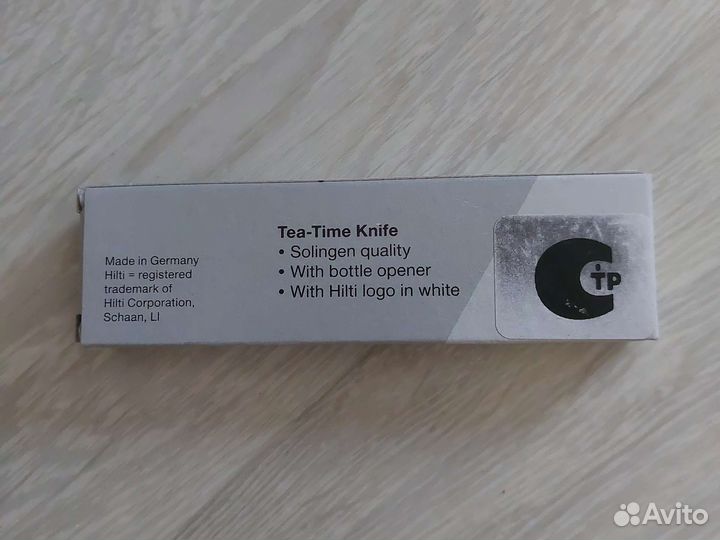 Tea-Time Knife
• Solingen quality
• With bottle opener
• With Hilti logo in white
Made in Germany
Hilti = registered
trademark of
Hilti Corporation,
Schaan, LI
СТР
Avito